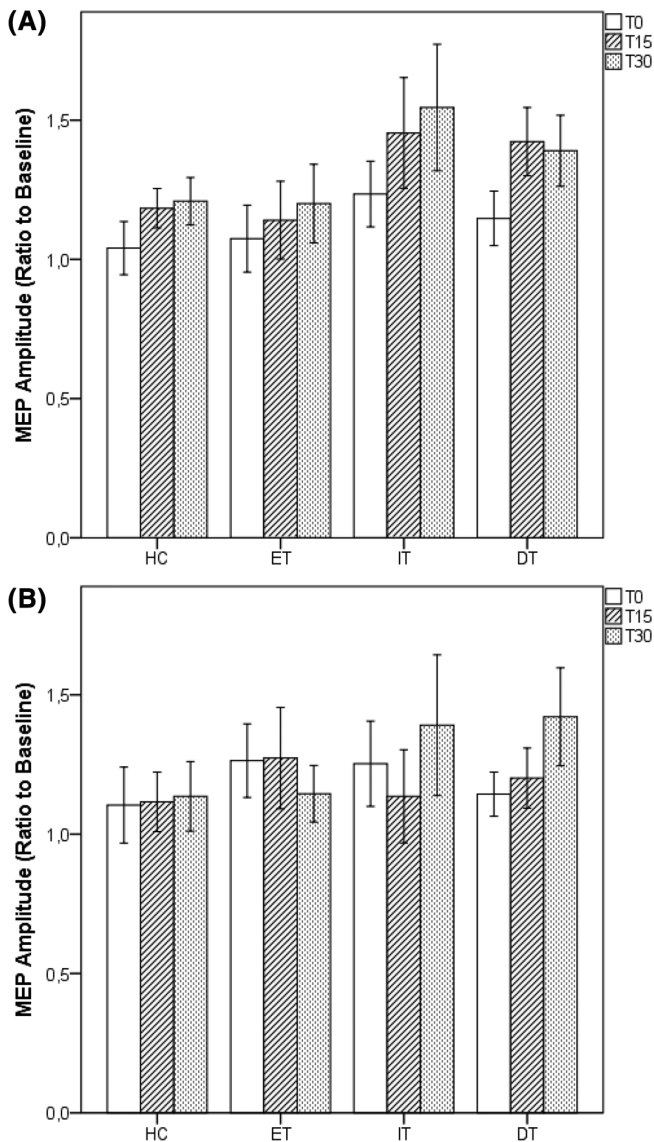 (A)
T0
T15
T30
MEP Amplitude (Ratio to Baseline)
1,5
1,0
0,5
0,0
HC ET IT DT
(B)
T0
T15
T30
MEP Amplitude (Ratio to Baseline)
1,5
1,0
0,5
0,0
HC ET IT DT